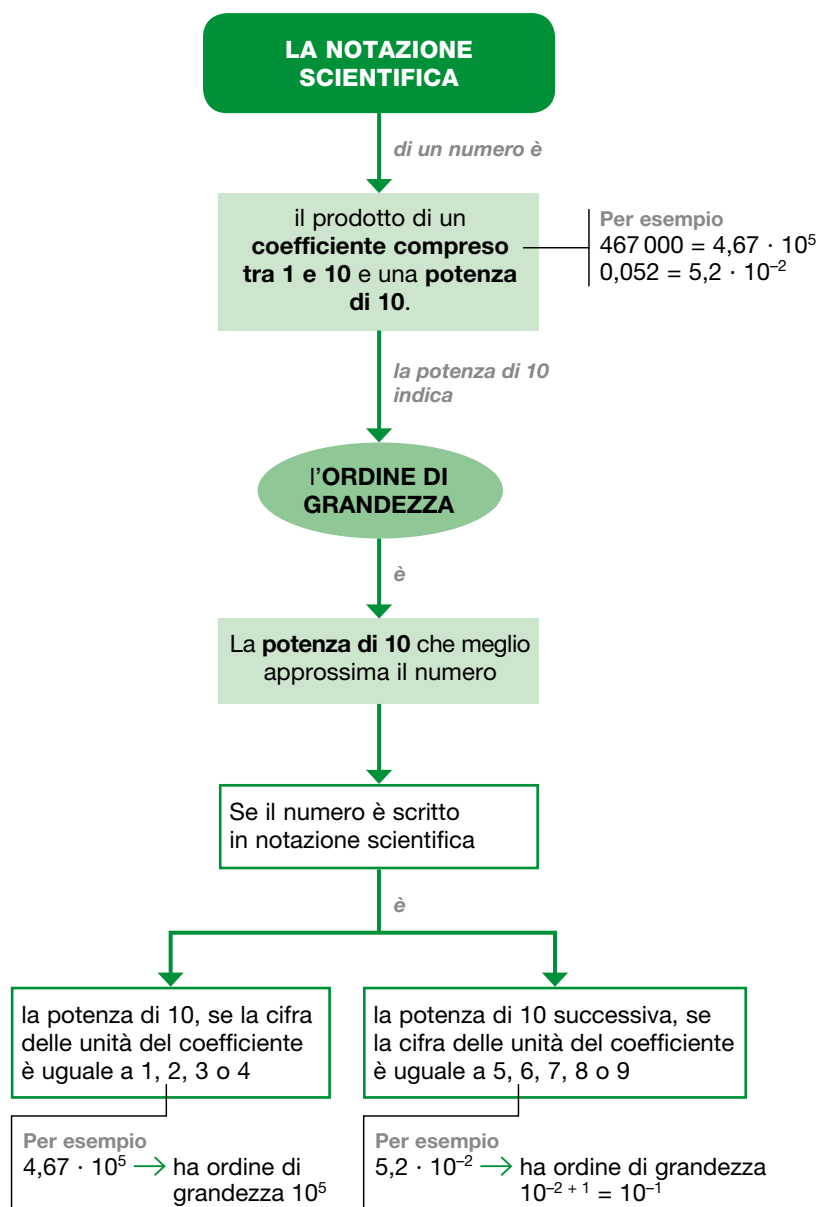 LA NOTAZIONE
SCIENTIFICA
di un numero è
il prodotto di un
coefficiente compreso
tra 1 e 10 e una potenza
di 10.
Per esempio
467 000 = 4,67 · 10⁵
0,052 = 5,2 · 10⁻²
la potenza di 10
indica
l'ORDINE DI
GRANDEZZA
è
La potenza di 10 che meglio
approssima il numero
Se il numero è scritto
in notazione scientifica
è
la potenza di 10, se la cifra
delle unità del coefficiente
è uguale a 1, 2, 3 o 4
Per esempio
4,67 · 10⁵ → ha ordine di
grandezza 10⁵
la potenza di 10 successiva, se
la cifra delle unità del coefficiente
è uguale a 5, 6, 7, 8 o 9
Per esempio
5,2 · 10⁻² → ha ordine di grandezza
10⁻² ⁺ ¹ = 10⁻¹